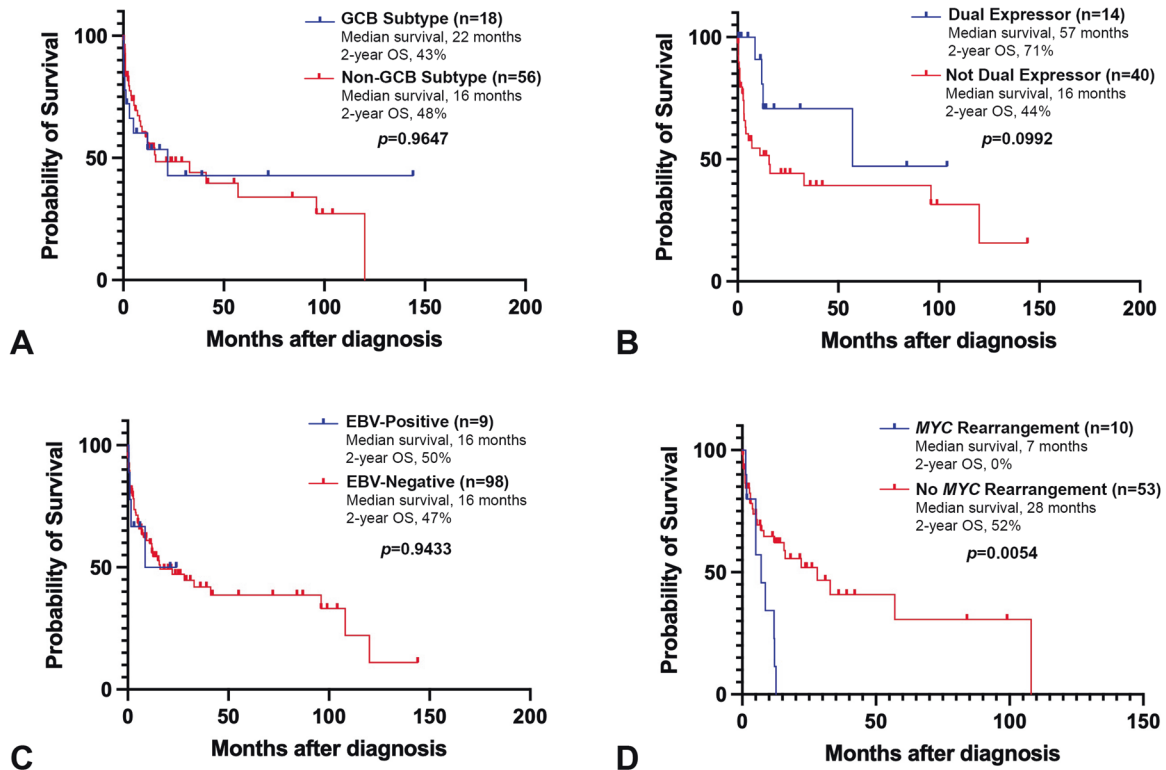 GCB Subtype (n=18)
Median survival, 22 months
2-year OS, 43%
Non-GCB Subtype (n=56)
Median survival, 16 months
2-year OS, 48%
p=0.9647
Probability of Survival
100
50
0
0 50 100 150 200
Months after diagnosis
A
Dual Expressor (n=14)
Median survival, 57 months
2-year OS, 71%
Not Dual Expressor (n=40)
Median survival, 16 months
2-year OS, 44%
p=0.0992
Probability of Survival
100
50
0
0 50 100 150 200
Months after diagnosis
B
EBV-Positive (n=9)
Median survival, 16 months
2-year OS, 50%
EBV-Negative (n=98)
Median survival, 16 months
2-year OS, 47%
p=0.9433
Probability of Survival
100
50
0
0 50 100 150 200
Months after diagnosis
C
MYC Rearrangement (n=10)
Median survival, 7 months
2-year OS, 0%
No MYC Rearrangement (n=53)
Median survival, 28 months
2-year OS, 52%
p=0.0054
Probability of Survival
100
50
0
0 50 100 150
Months after diagnosis
D